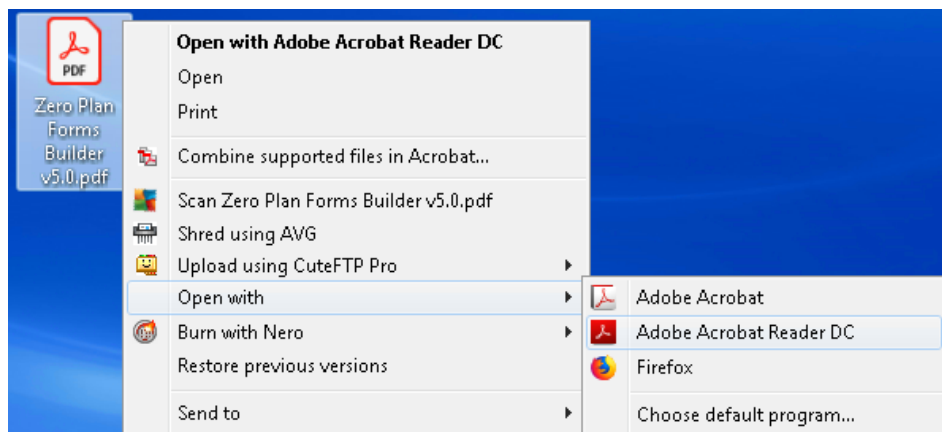 PDF
Zero Plan
Forms
Builder
v5.0.pdf
Open with Adobe Acrobat Reader DC
Open
Print
Combine supported files in Acrobat...
Scan Zero Plan Forms Builder v5.0.pdf
Shred using AVG
Upload using CuteFTP Pro
Open with
Burn with Nero
Restore previous versions
Send to
Adobe Acrobat
Adobe Acrobat Reader DC
Firefox
Choose default program...